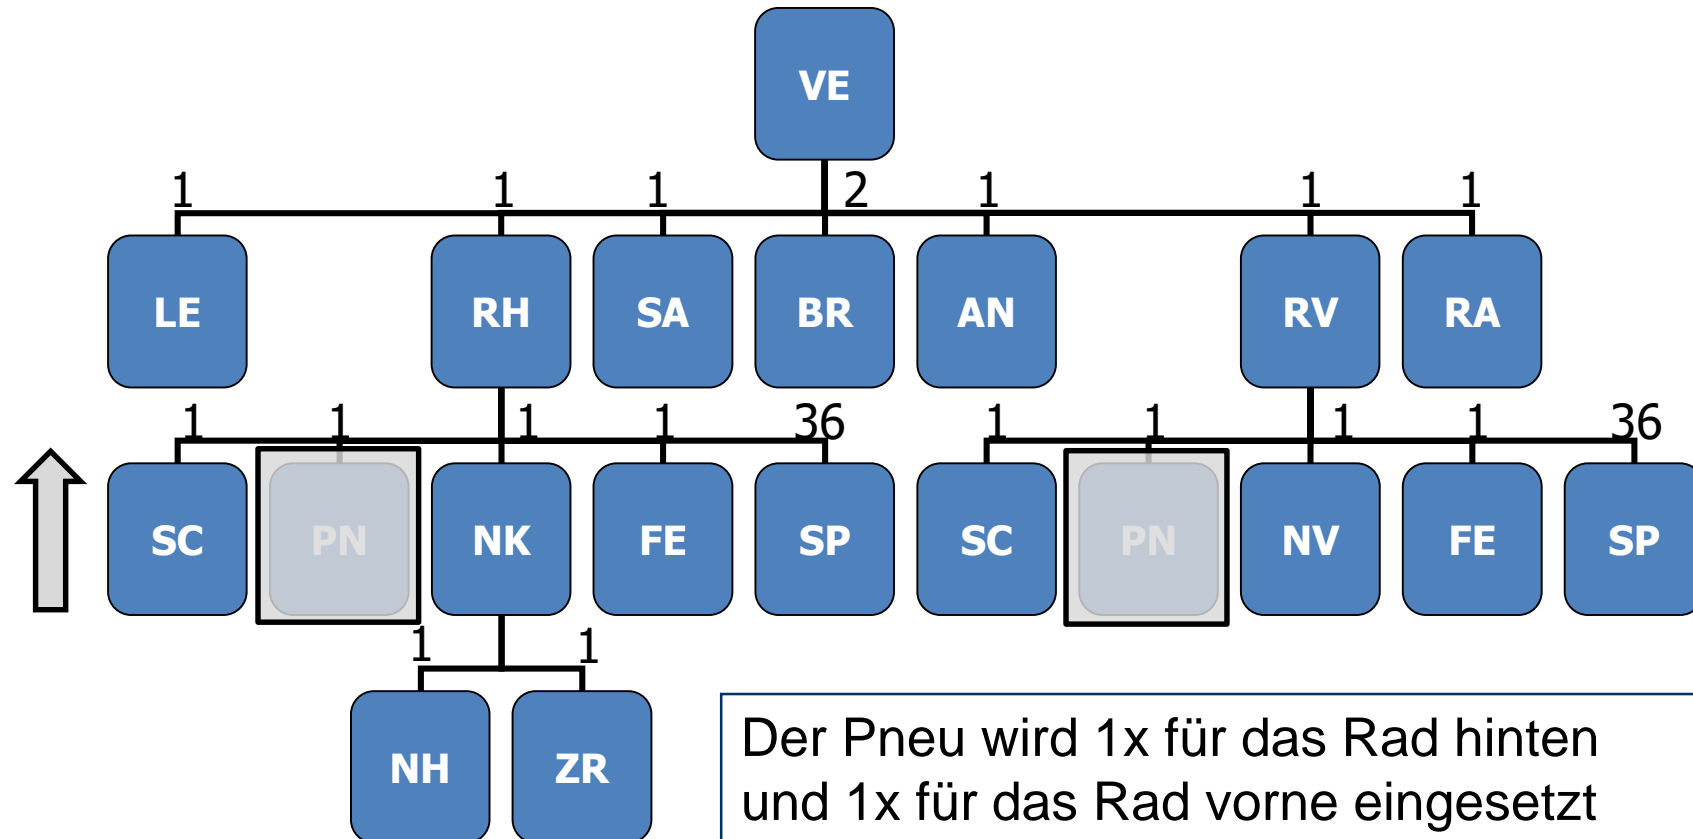 VE
1 1 1 2 1 1 1
LE RH SA BR AN RV RA
1 1 1 1 36 1 1 1 1 36
SC PN NK FE SP SC PN NV FE SP
1 1
NH ZR
Der Pneu wird 1x für das Rad hinten
und 1x für das Rad vorne eingesetzt